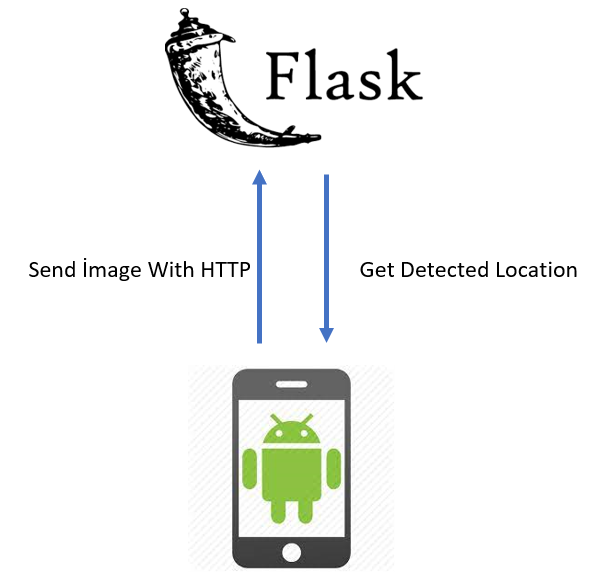 Flask
Send İmage With HTTP
Get Detected Location